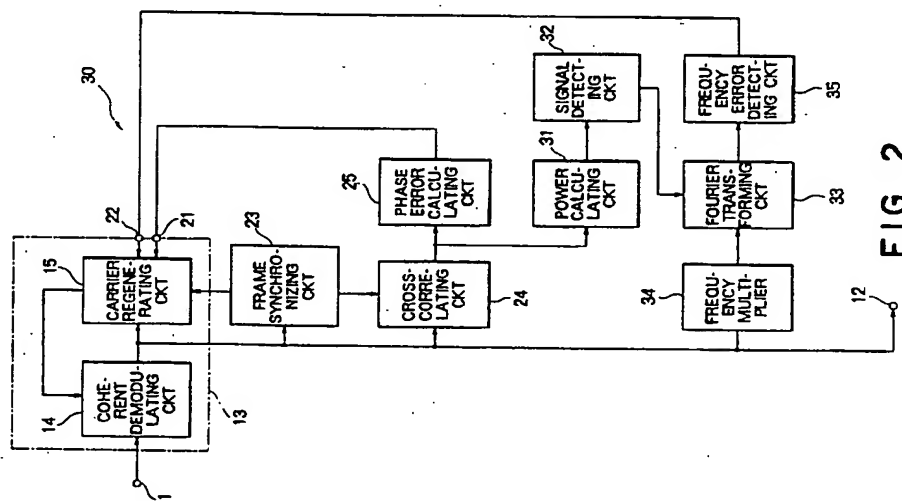 30
22
21
15
CARRIER
REGENE-
RATING
CKT
14
COHE-
RENT
DEMODU-
LATING
CKT
13
1
23
FRAME
SYNCHRO-
NIZING
CKT
25
PHASE
ERROR
CALCU-
LATING
CKT
CROSS-
CORRE-
LATING
CKT
24
32
SIGNAL
DETECT-
ING
CKT
31
POWER
CALCU-
LATING
CKT
FREQU-
ENCY
ERROR
DETECT-
ING CKT
35
FOURIER
TRANS-
FORMING
CKT
33
34
FREQU-
ENCY
MULTI-
PLIER
12
FIG 2